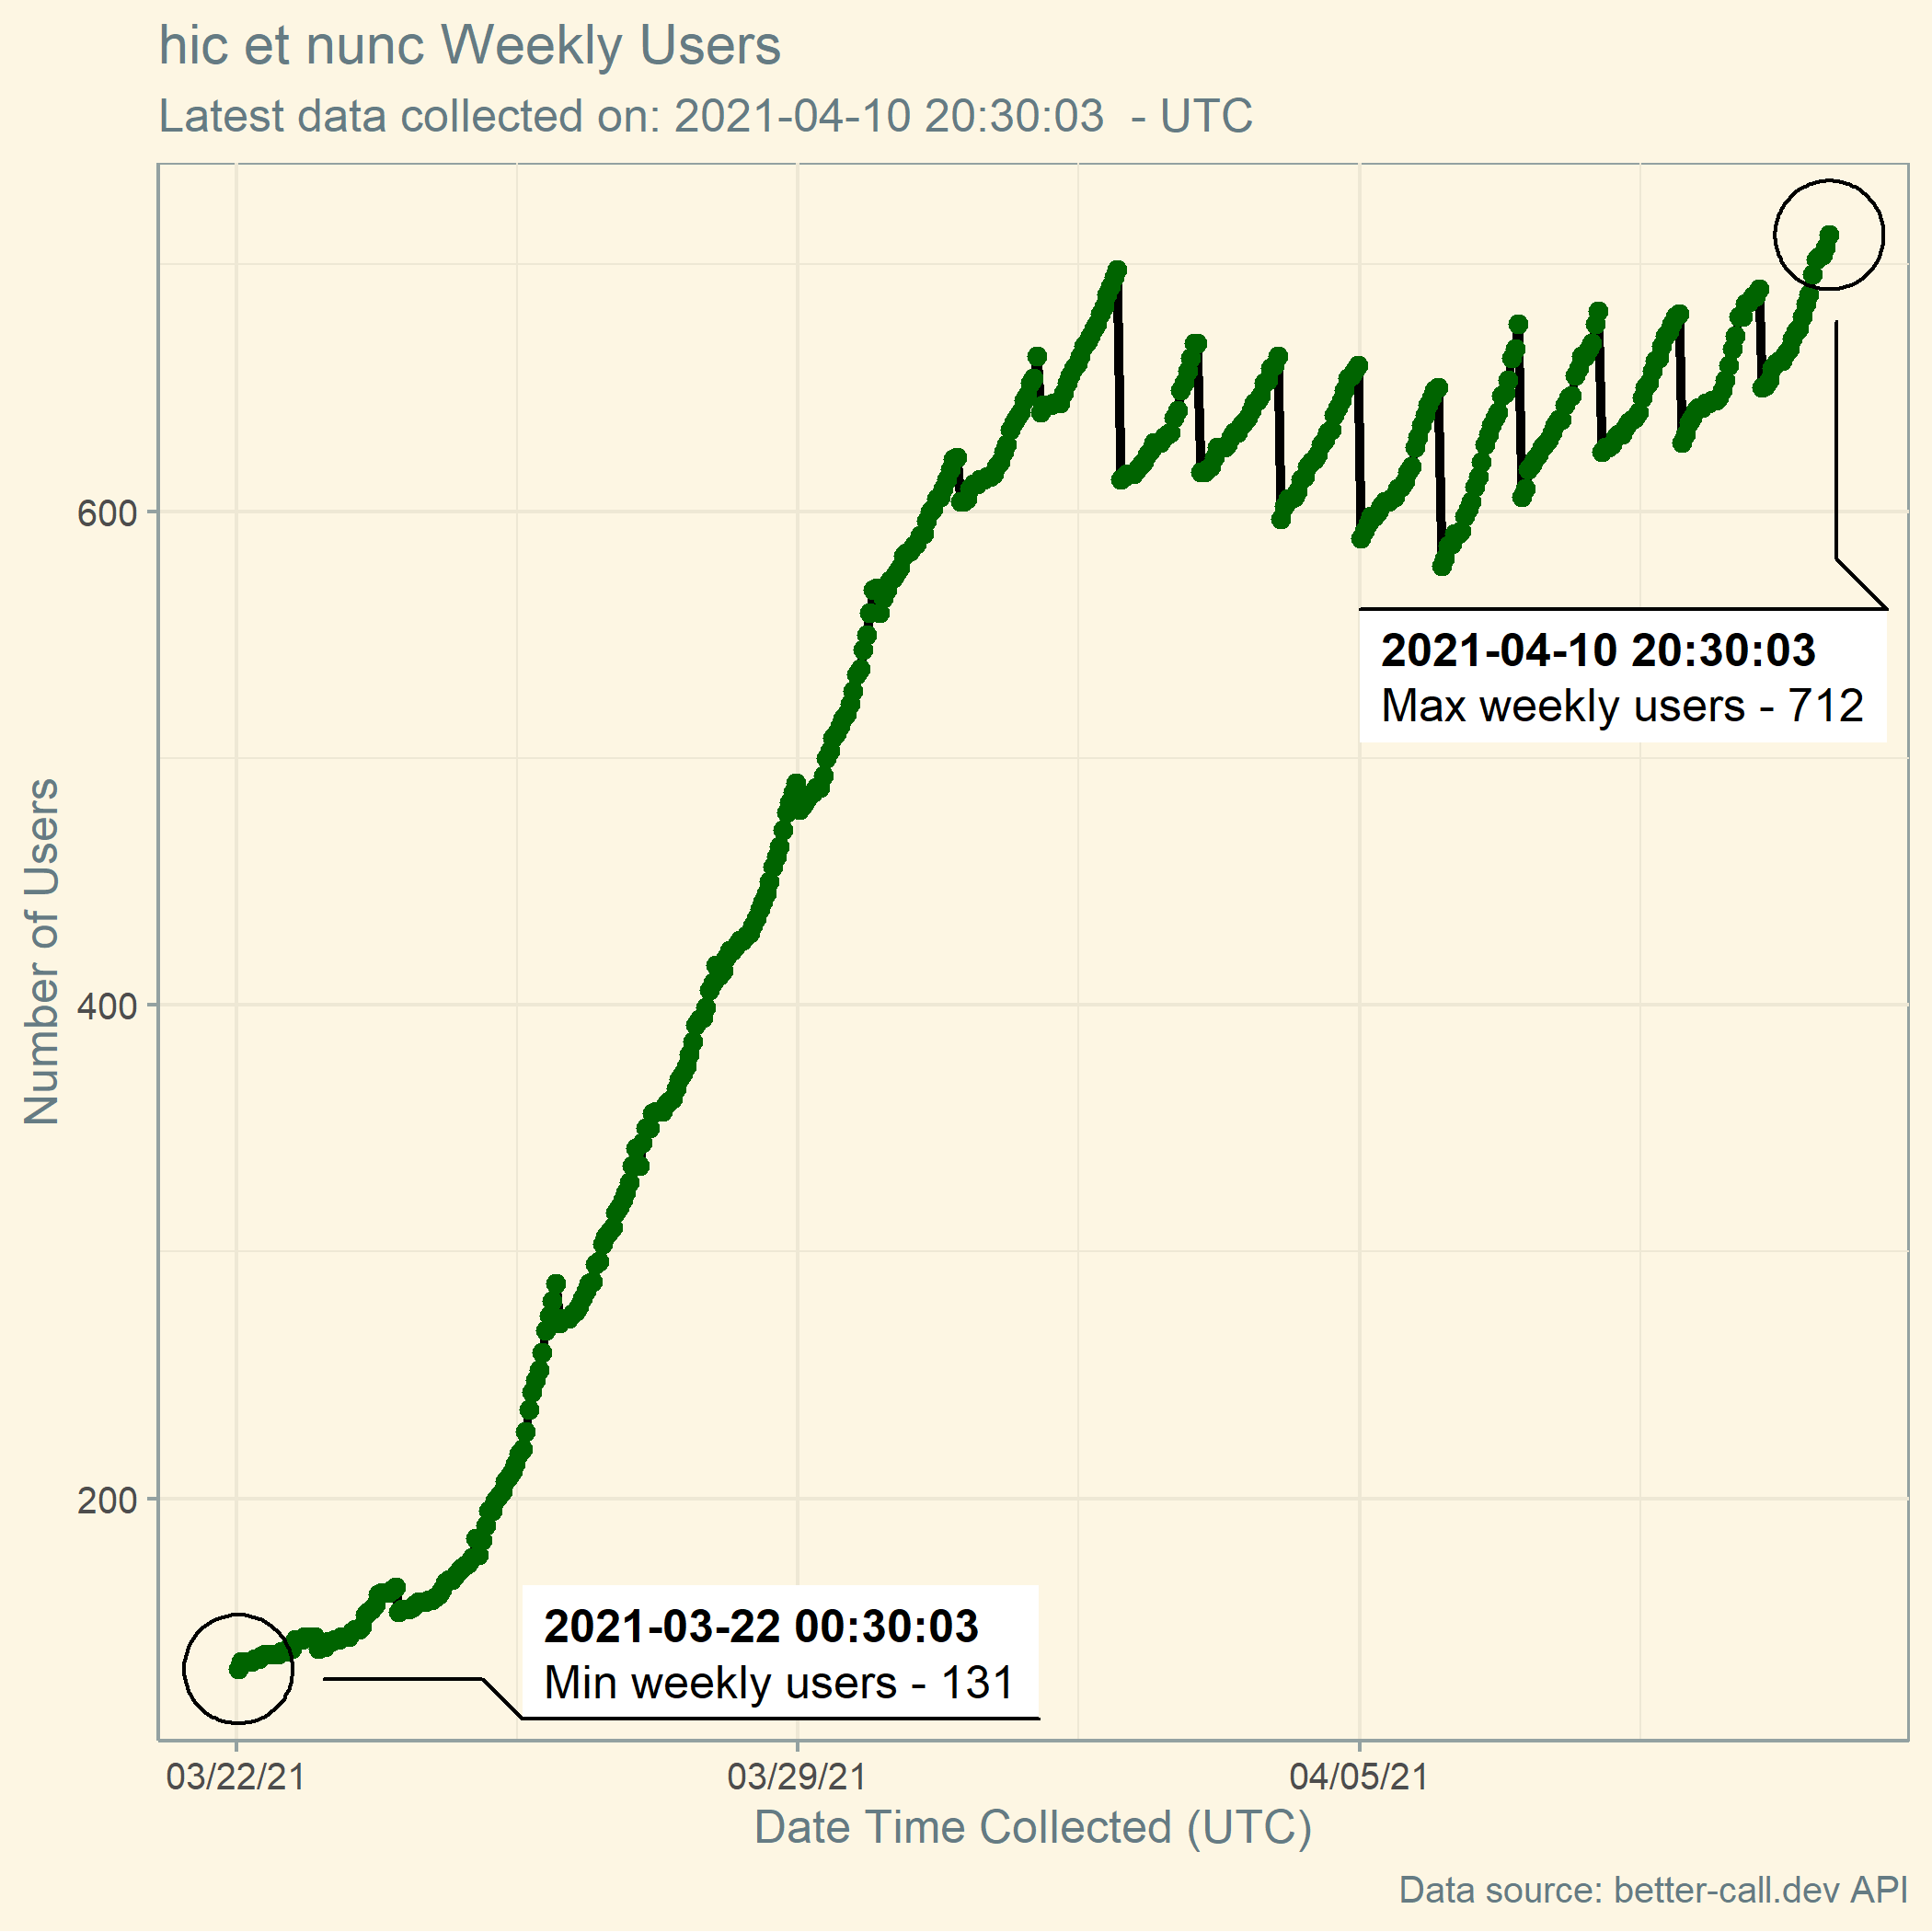 hic et nunc Weekly Users
Latest data collected on: 2021-04-10 20:30:03  - UTC
Number of Users
600
400
200
2021-04-10 20:30:03
Max weekly users - 712
2021-03-22 00:30:03
Min weekly users - 131
03/22/21
03/29/21
04/05/21
Date Time Collected (UTC)
Data source: better-call.dev API